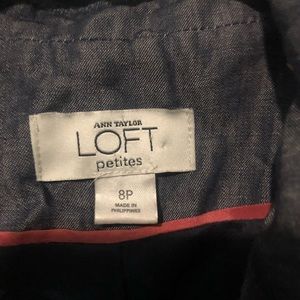 ANN TAYLOR
LOFT
petites
8P
MADE IN
PHILIPPINES